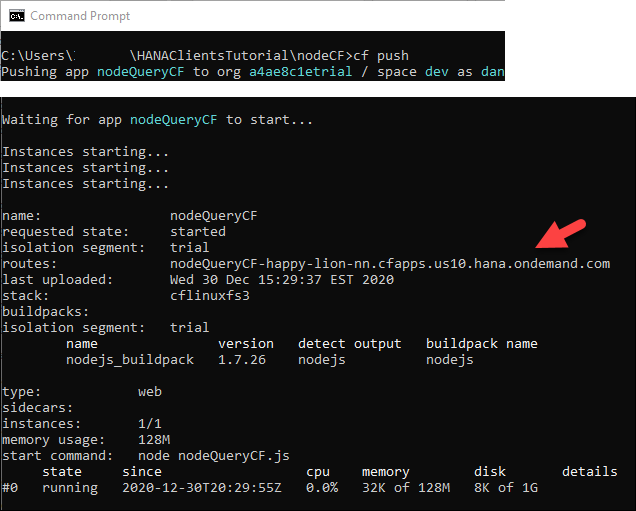 Command Prompt
C:\Users\ \HANAClientsTutorial\nodeCF>cf push
Pushing app nodeQueryCF to org a4ae8c1etrial / space dev as dan
Waiting for app nodeQueryCF to start...
Instances starting...
Instances starting...
Instances starting...
name: nodeQueryCF
requested state: started
isolation segment: trial
routes: nodeQueryCF-happy-lion-nn.cfapps.us10.hana.ondemand.com
last uploaded: Wed 30 Dec 15:29:37 EST 2020
stack: cflinuxfs3
buildpacks:
isolation segment: trial
name version detect output buildpack name
nodejs_buildpack 1.7.26 nodejs nodejs
type: web
sidecars:
instances: 1/1
memory usage: 128M
start command: node nodeQueryCF.js
state since cpu memory disk details
#0 running 2020-12-30T20:29:55Z 0.0% 32K of 128M 8K of 1G